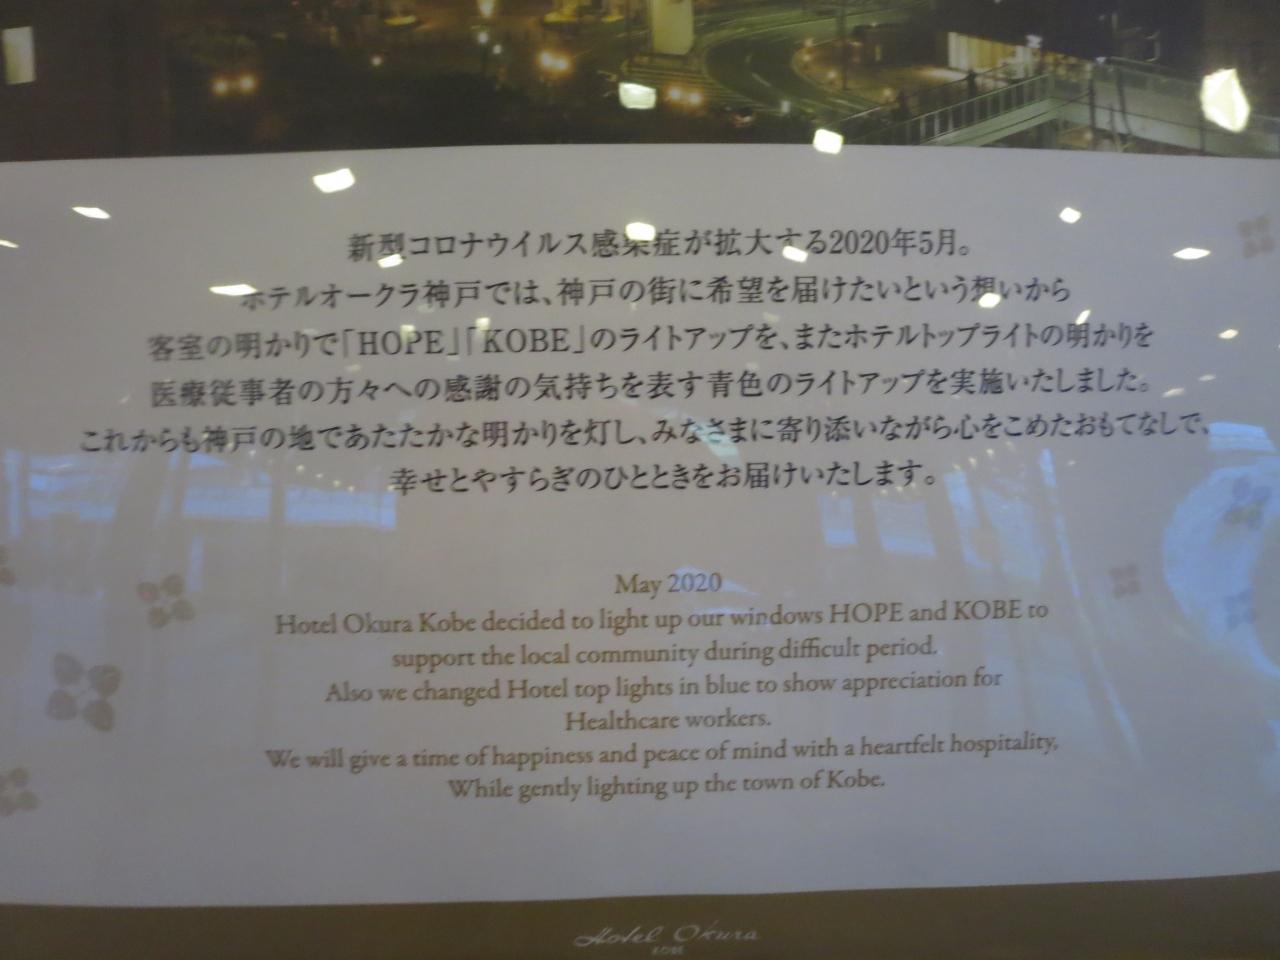 新型コロナウイルス感染症が拡大する2020年5月。
ホテルオークラ神戸では、神戸の街に希望を届けたいという想いから
客室の明かりで「HOPE」「KOBE」のライトアップを、またホテルトップライトの明かりを
医療従事者の方々への感謝の気持ちを表す青色のライトアップを実施いたしました。
これからも神戸の地であたたかな明かりを灯し、みなさまに寄り添いながら心をこめたおもてなしで、
幸せとやすらぎのひとときをお届けいたします。
May 2020
Hotel Okura Kobe decided to light up our windows HOPE and KOBE to
support the local community during difficult period.
Also we changed Hotel top lights in blue to show appreciation for
Healthcare workers.
We will give a time of happiness and peace of mind with a heartfelt hospitality,
While gently lighting up the town of Kobe.
Hotel Okura
KOBE